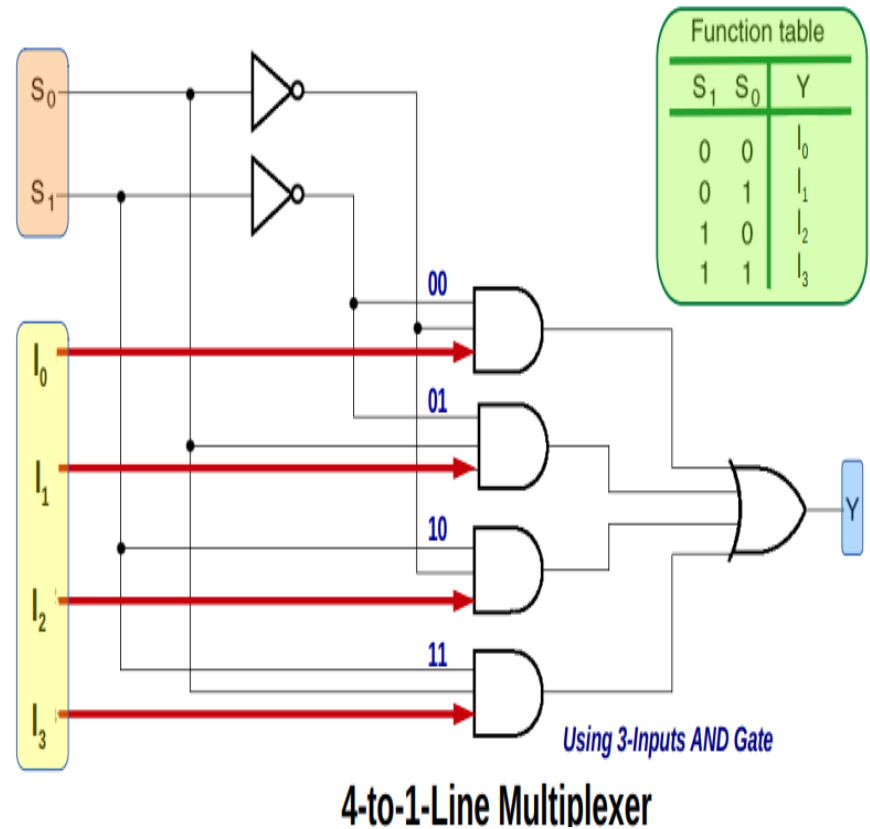 Function table
S1 S0 Y
0 0 I0
0 1 I1
1 0 I2
1 1 I3
S0
S1
00
I0
01
I1
10
I2
11
I3
Y
Using 3-Inputs AND Gate
4-to-1-Line Multiplexer